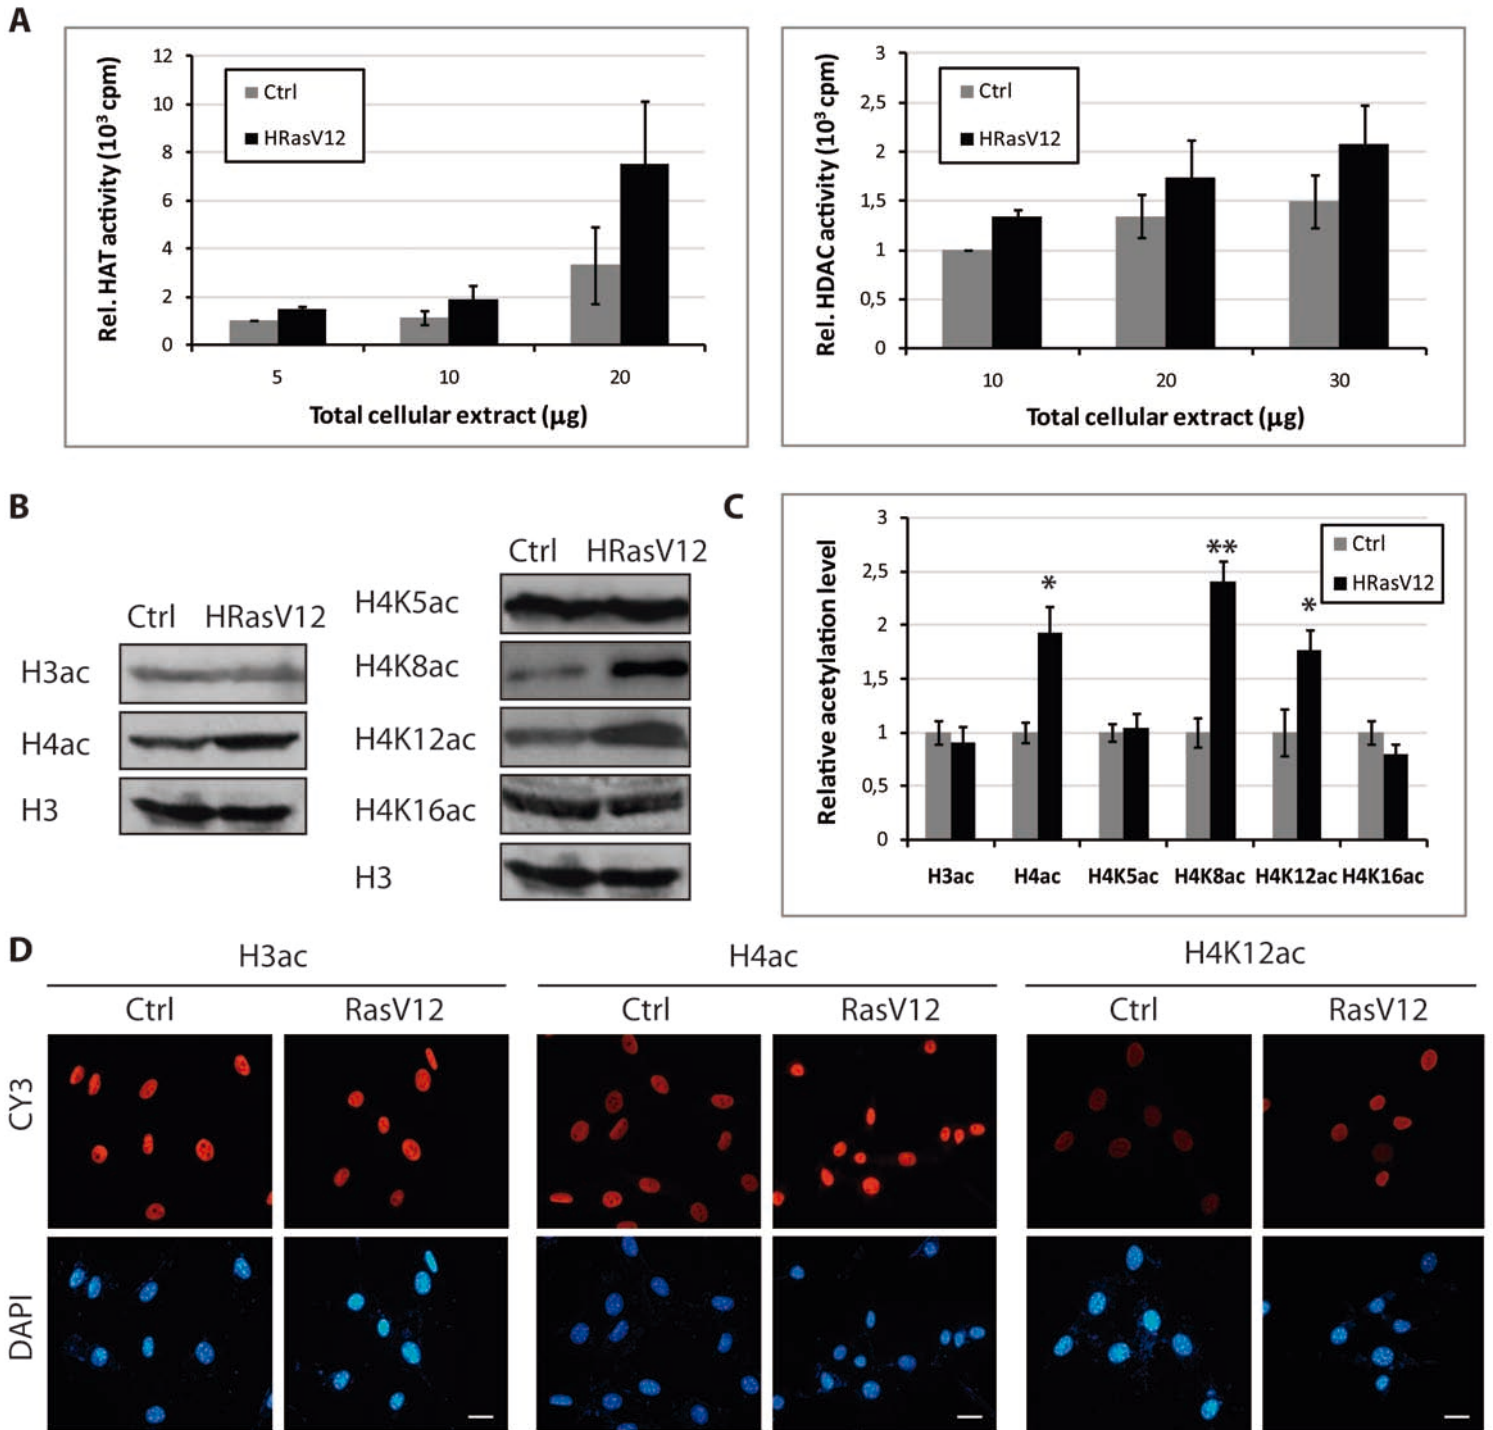 A
Rel. HAT activity (10³ cpm)
12
10
8
6
4
2
0
Ctrl
HRasV12
5 10 20
Total cellular extract (µg)
Rel. HDAC activity (10³ cpm)
3
2,5
2
1,5
1
0,5
0
Ctrl
HRasV12
10 20 30
Total cellular extract (µg)
B
Ctrl HRasV12
H3ac
H4ac
H3
Ctrl HRasV12
H4K5ac
H4K8ac
H4K12ac
H4K16ac
H3
C
Relative acetylation level
3
2,5
2
1,5
1
0,5
0
Ctrl
HRasV12
*
**
*
H3ac H4ac H4K5ac H4K8ac H4K12ac H4K16ac
D
H3ac H4ac H4K12ac
Ctrl RasV12 Ctrl RasV12 Ctrl RasV12
CY3
DAPI